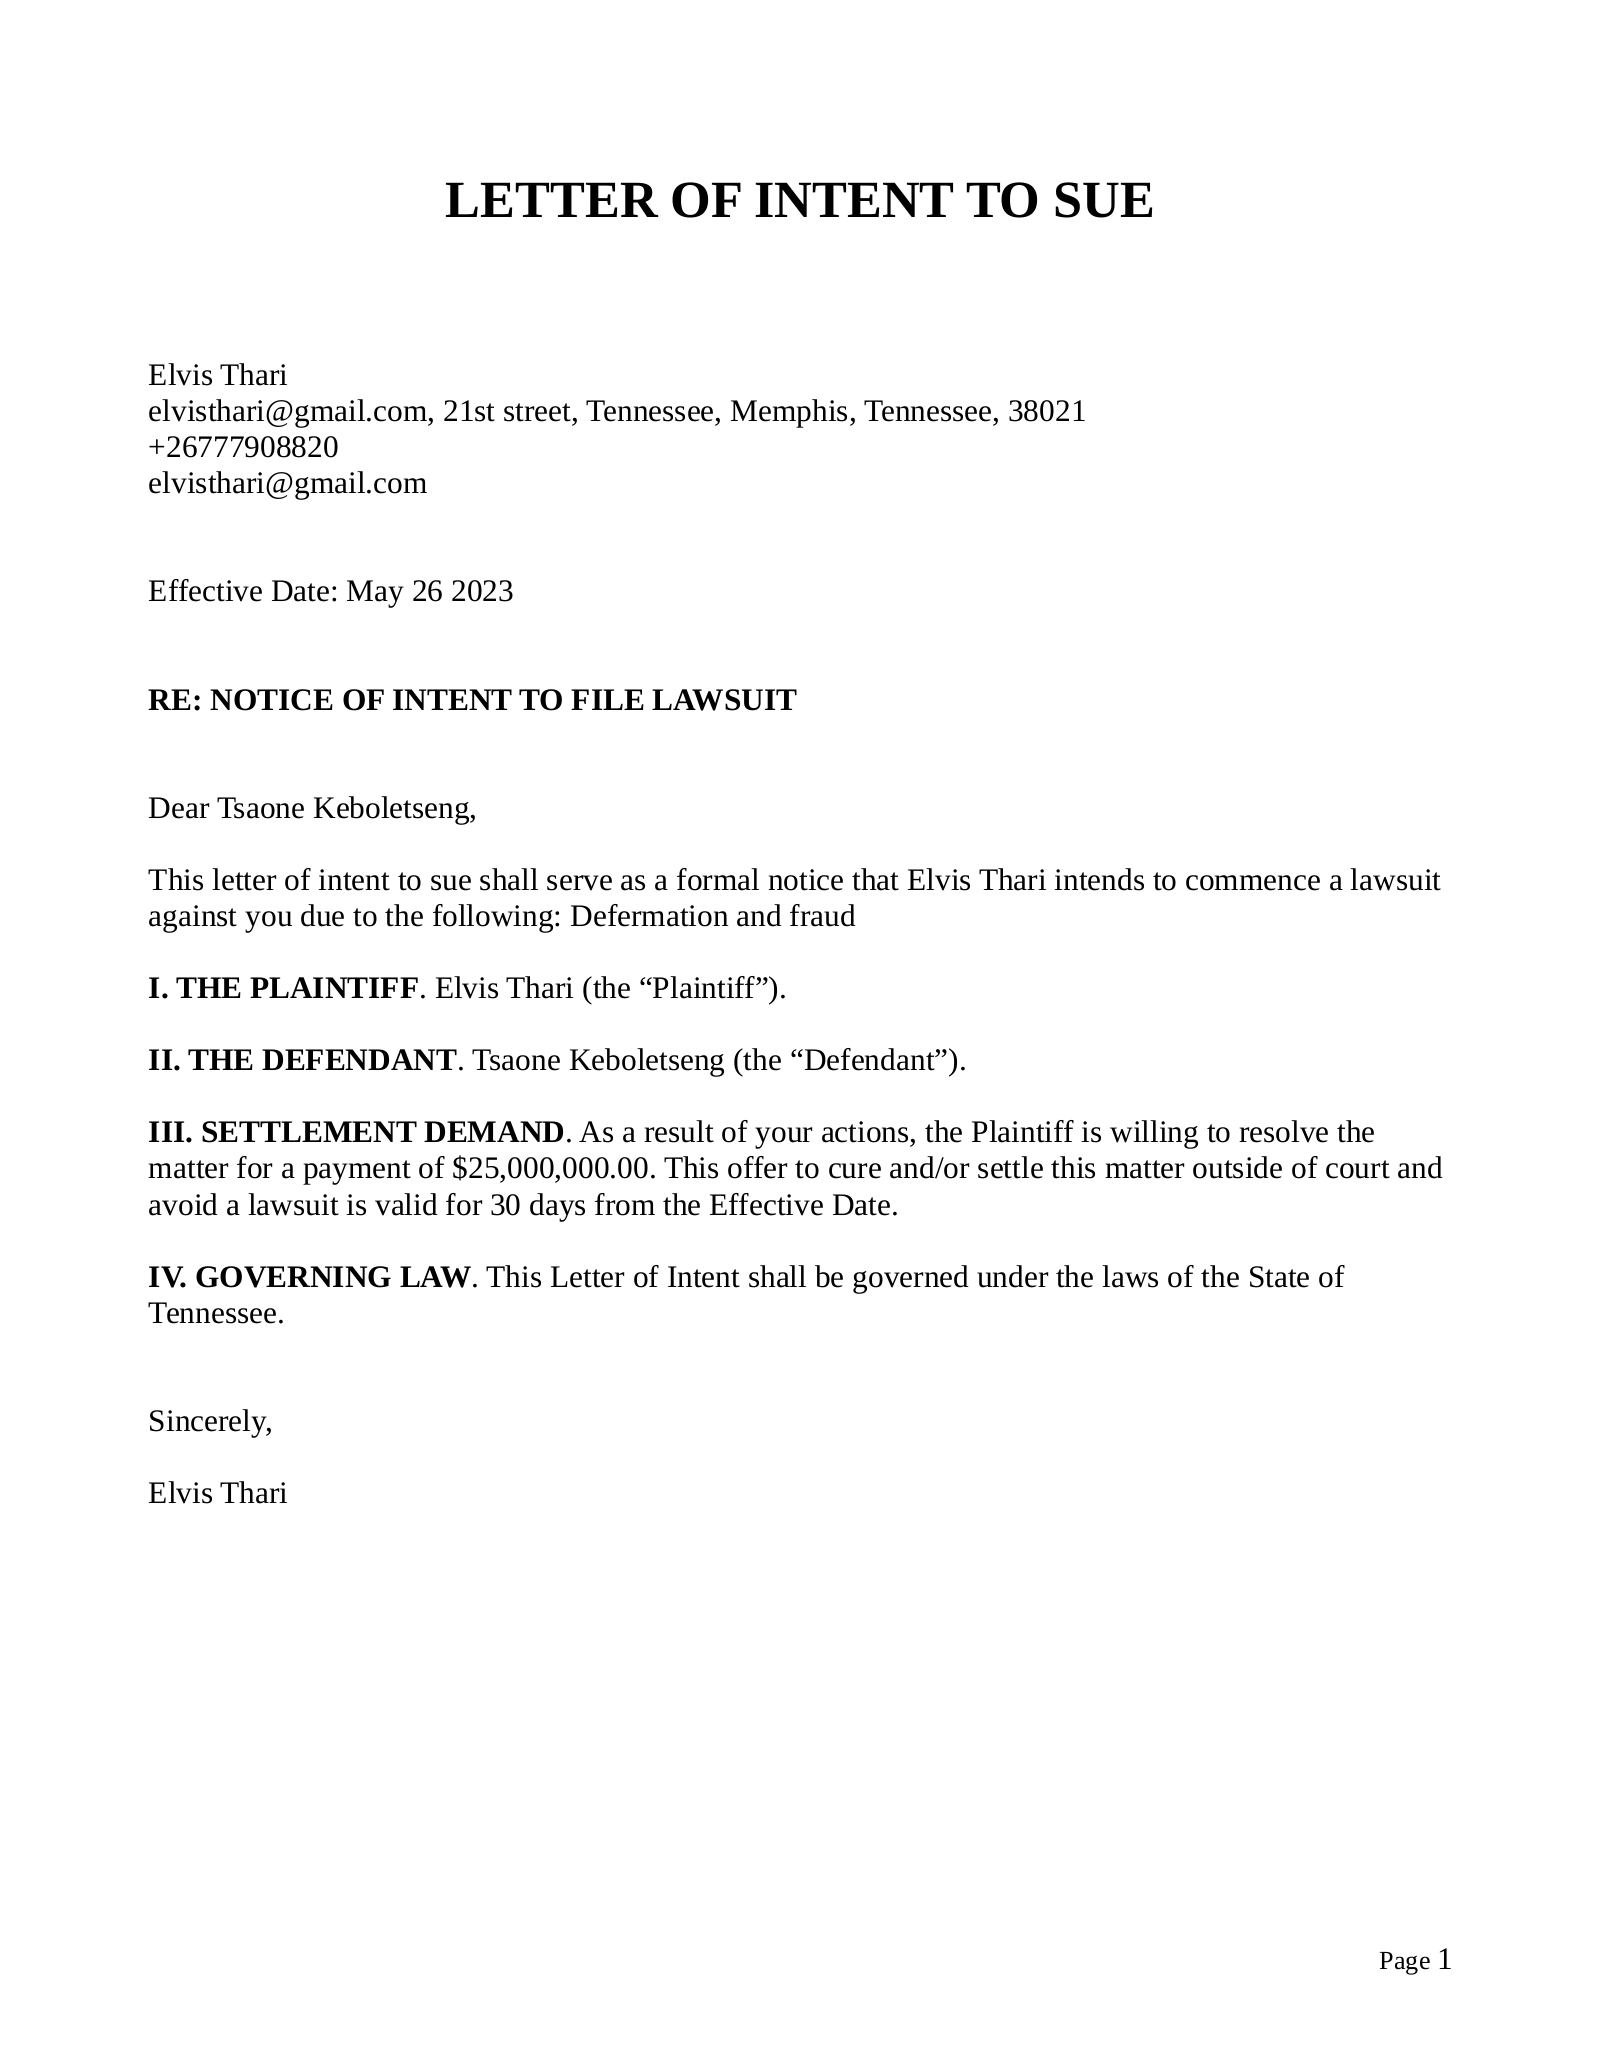 LETTER OF INTENT TO SUE
Elvis Thari
elvisthari@gmail.com, 21st street, Tennessee, Memphis, Tennessee, 38021
+26777908820
elvisthari@gmail.com
Effective Date: May 26 2023
RE: NOTICE OF INTENT TO FILE LAWSUIT
Dear Tsaone Keboletseng,
This letter of intent to sue shall serve as a formal notice that Elvis Thari intends to commence a lawsuit
against you due to the following: Defermation and fraud
I. THE PLAINTIFF. Elvis Thari (the “Plaintiff”).
II. THE DEFENDANT. Tsaone Keboletseng (the “Defendant”).
III. SETTLEMENT DEMAND. As a result of your actions, the Plaintiff is willing to resolve the
matter for a payment of $25,000,000.00. This offer to cure and/or settle this matter outside of court and
avoid a lawsuit is valid for 30 days from the Effective Date.
IV. GOVERNING LAW. This Letter of Intent shall be governed under the laws of the State of
Tennessee.
Sincerely,
Elvis Thari
Page 1